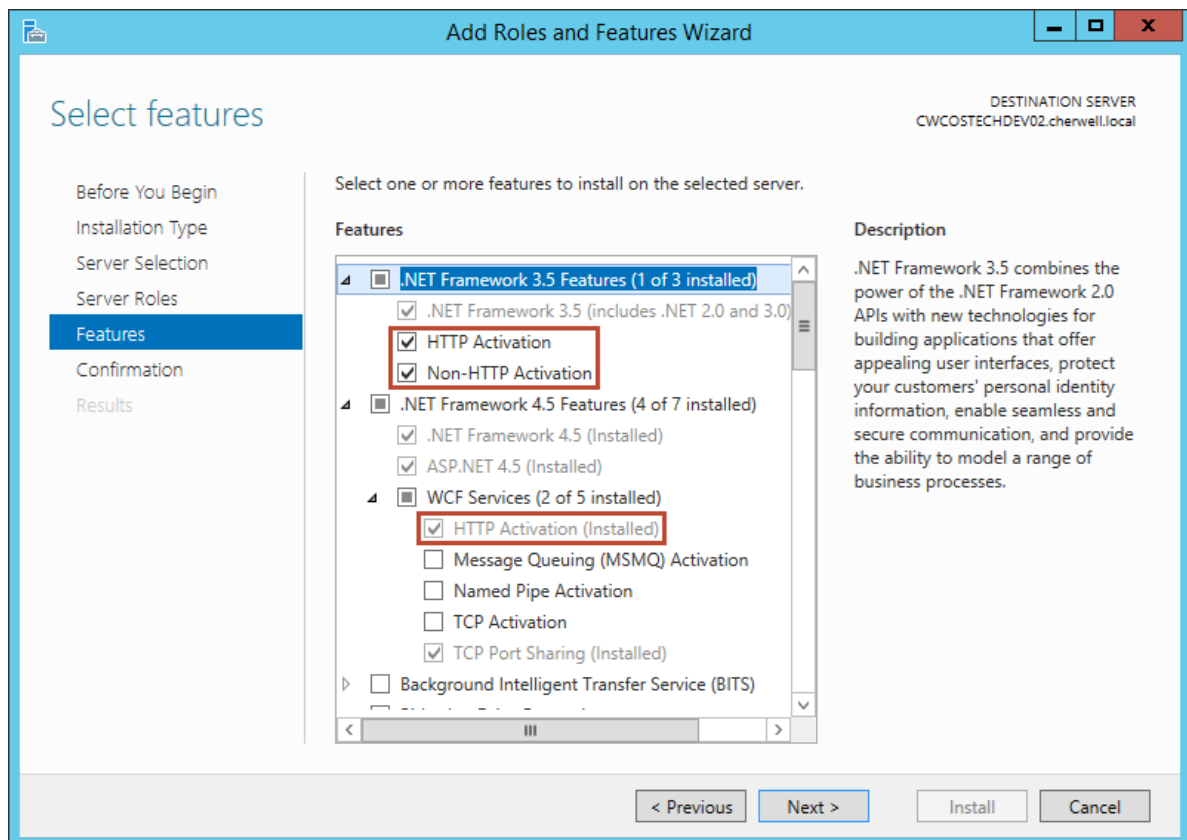 Add Roles and Features Wizard
Select features
DESTINATION SERVER
CWCOSTECHDEV02.cherwell.local
Before You Begin
Installation Type
Server Selection
Server Roles
Features
Confirmation
Results
Select one or more features to install on the selected server.
Features
.NET Framework 3.5 Features (1 of 3 installed)
.NET Framework 3.5 (includes .NET 2.0 and 3.0)
HTTP Activation
Non-HTTP Activation
.NET Framework 4.5 Features (4 of 7 installed)
.NET Framework 4.5 (Installed)
ASP.NET 4.5 (Installed)
WCF Services (2 of 5 installed)
HTTP Activation (Installed)
Message Queuing (MSMQ) Activation
Named Pipe Activation
TCP Activation
TCP Port Sharing (Installed)
Background Intelligent Transfer Service (BITS)
Description
.NET Framework 3.5 combines the
power of the .NET Framework 2.0
APIs with new technologies for
building applications that offer
appealing user interfaces, protect
your customers' personal identity
information, enable seamless and
secure communication, and provide
the ability to model a range of
business processes.
< Previous
Next >
Install
Cancel